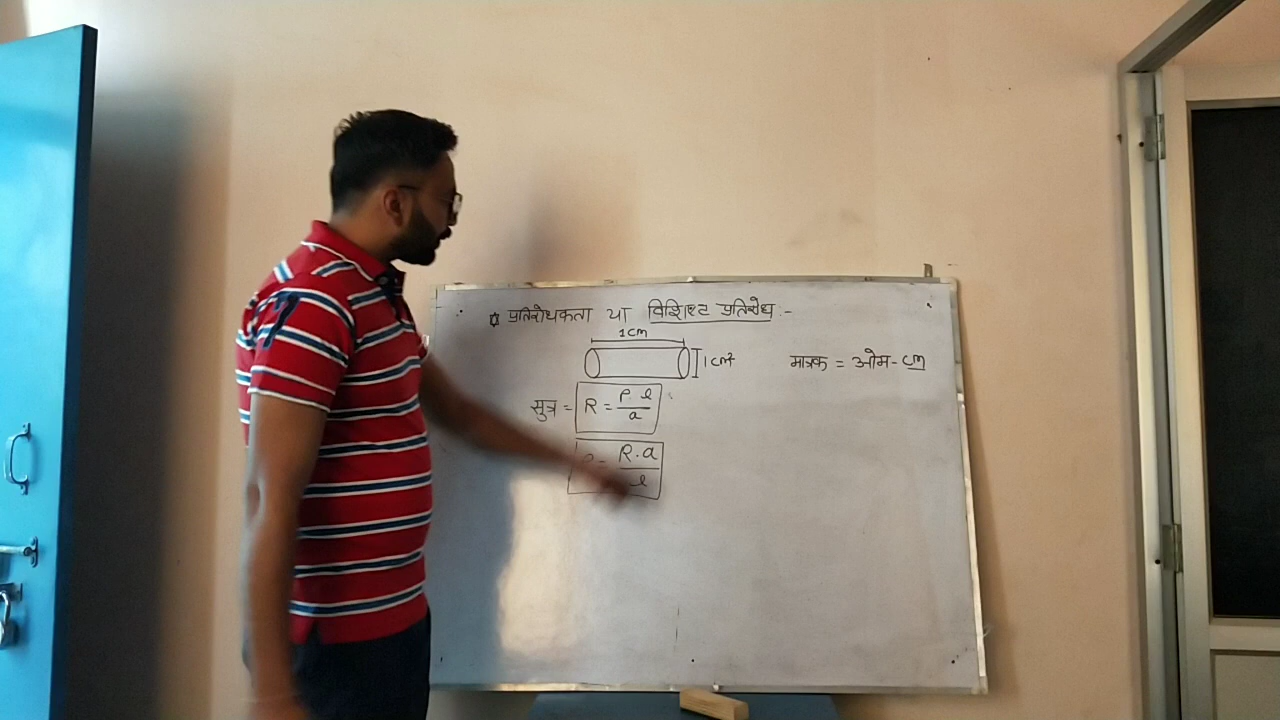 प्रतिरोधकता या विशिष्ट प्रतिरोध :-
1cm
1cm²
मात्रक = ओम-cm
सुत्र = R = ρ.l/a
R.a/l